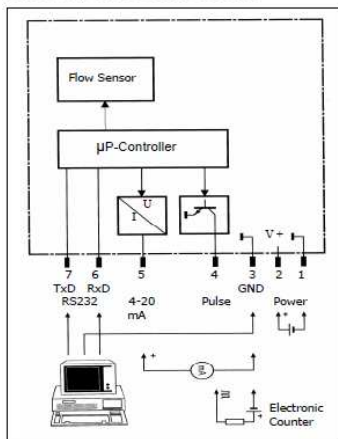 Flow Sensor
µP-Controller
U
I
V+
7 6 5 4 3 2 1
TxD RxD GND
RS232 4-20 Pulse Power
mA
+ mA + -
Electronic
Counter
+